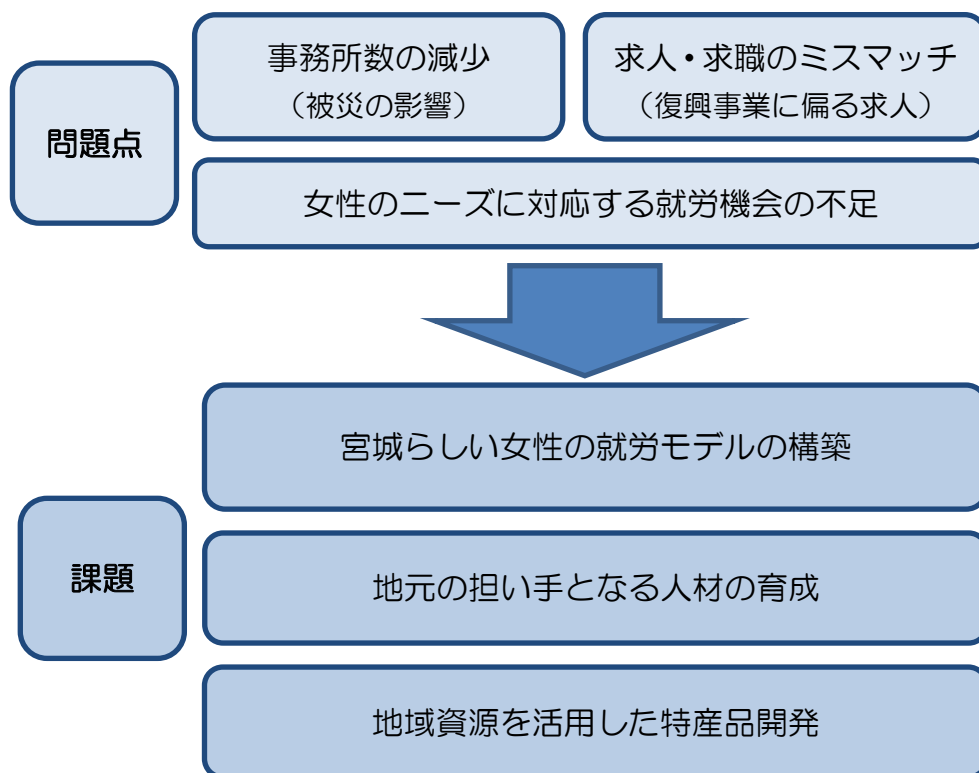 問題点
事務所数の減少
（被災の影響）
求人・求職のミスマッチ
（復興事業に偏る求人）
女性のニーズに対応する就労機会の不足
課題
宮城らしい女性の就労モデルの構築
地元の担い手となる人材の育成
地域資源を活用した特産品開発